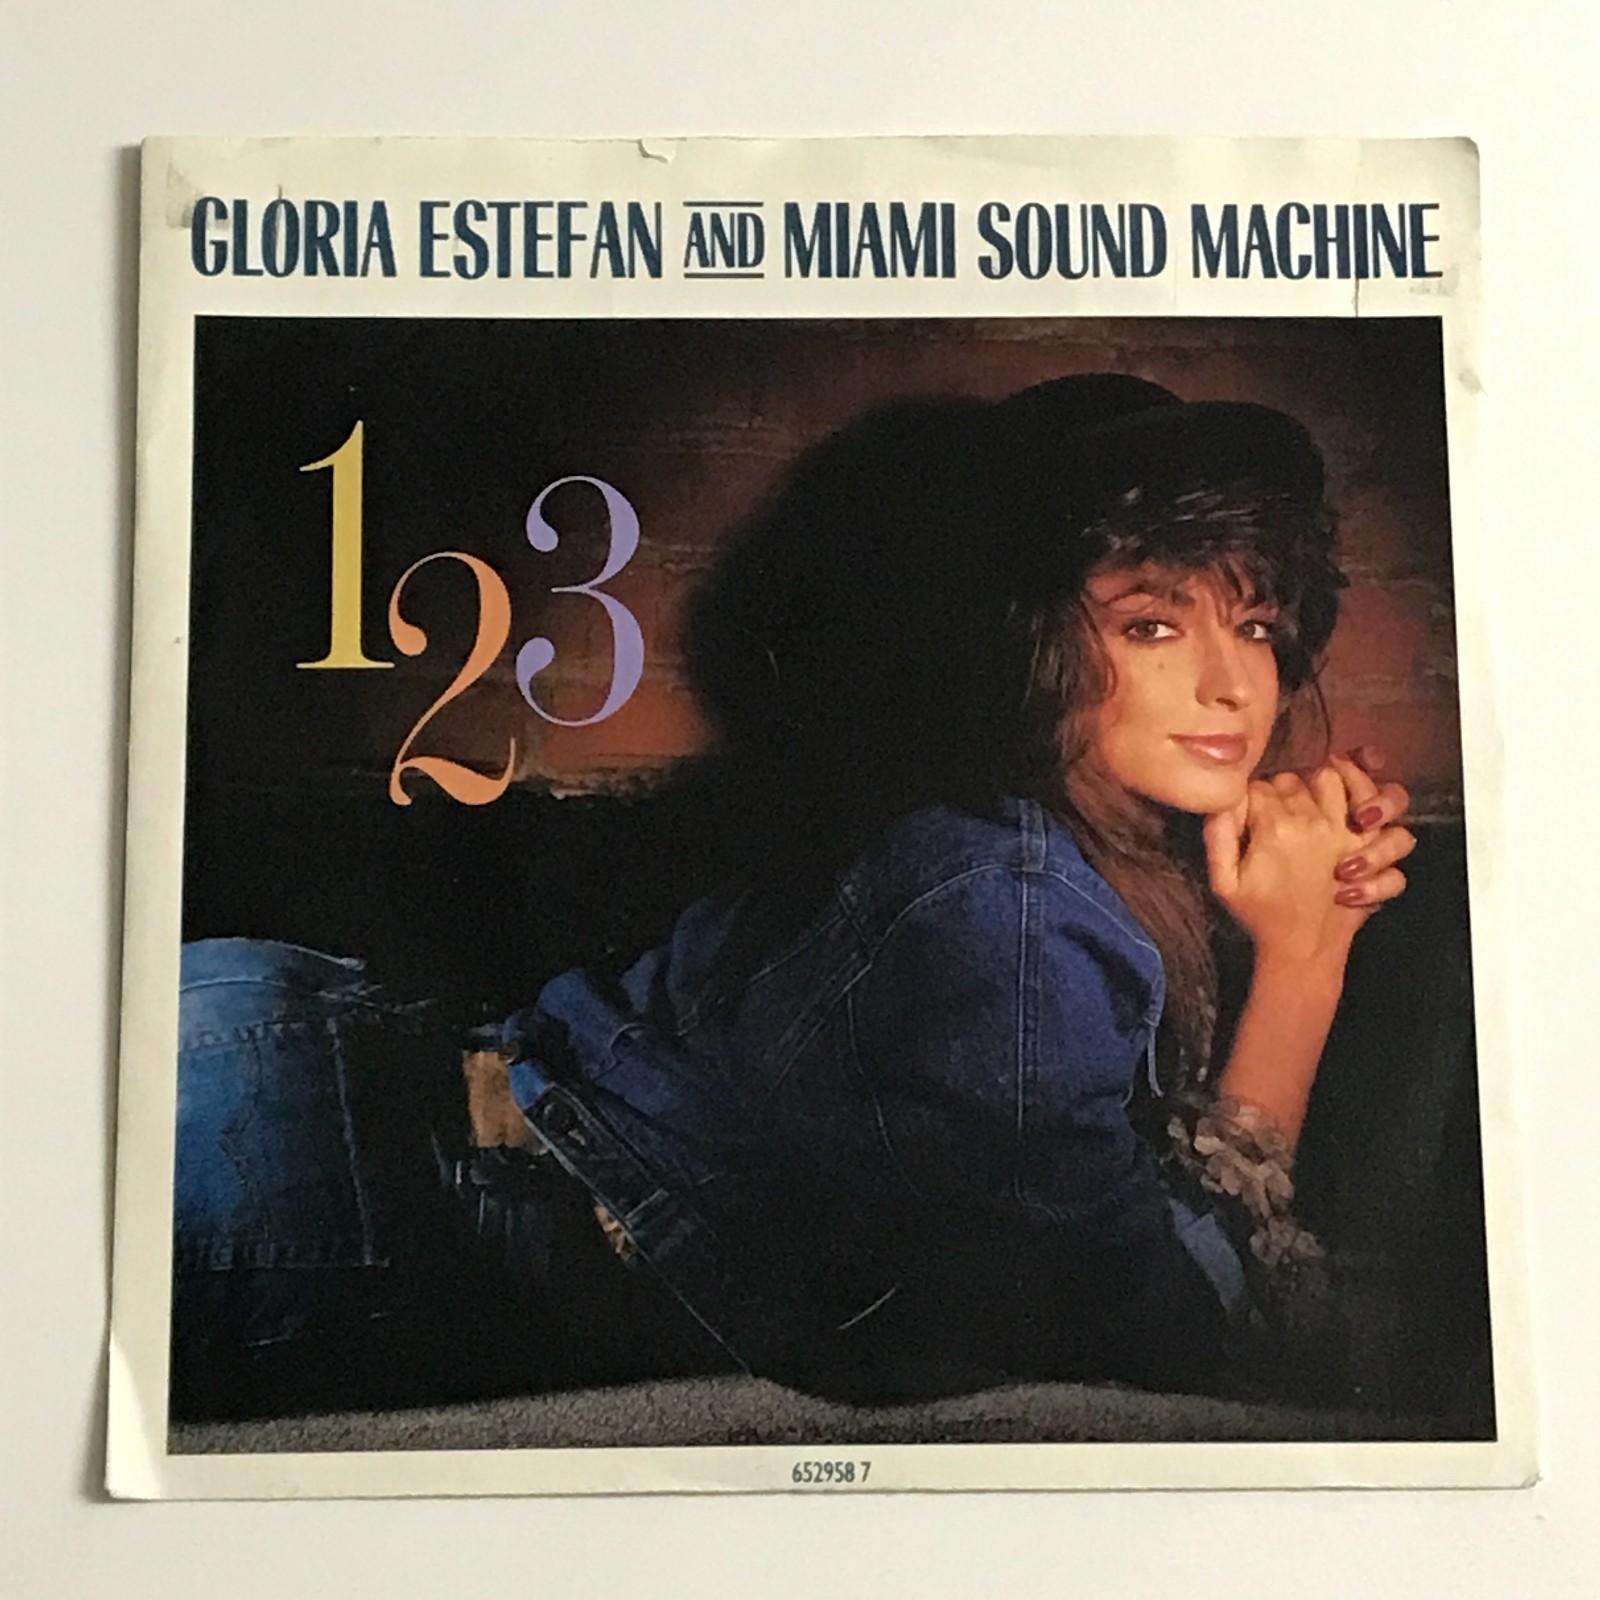 GLORIA ESTEFAN AND MIAMI SOUND MACHINE
1
2
3
652958 7